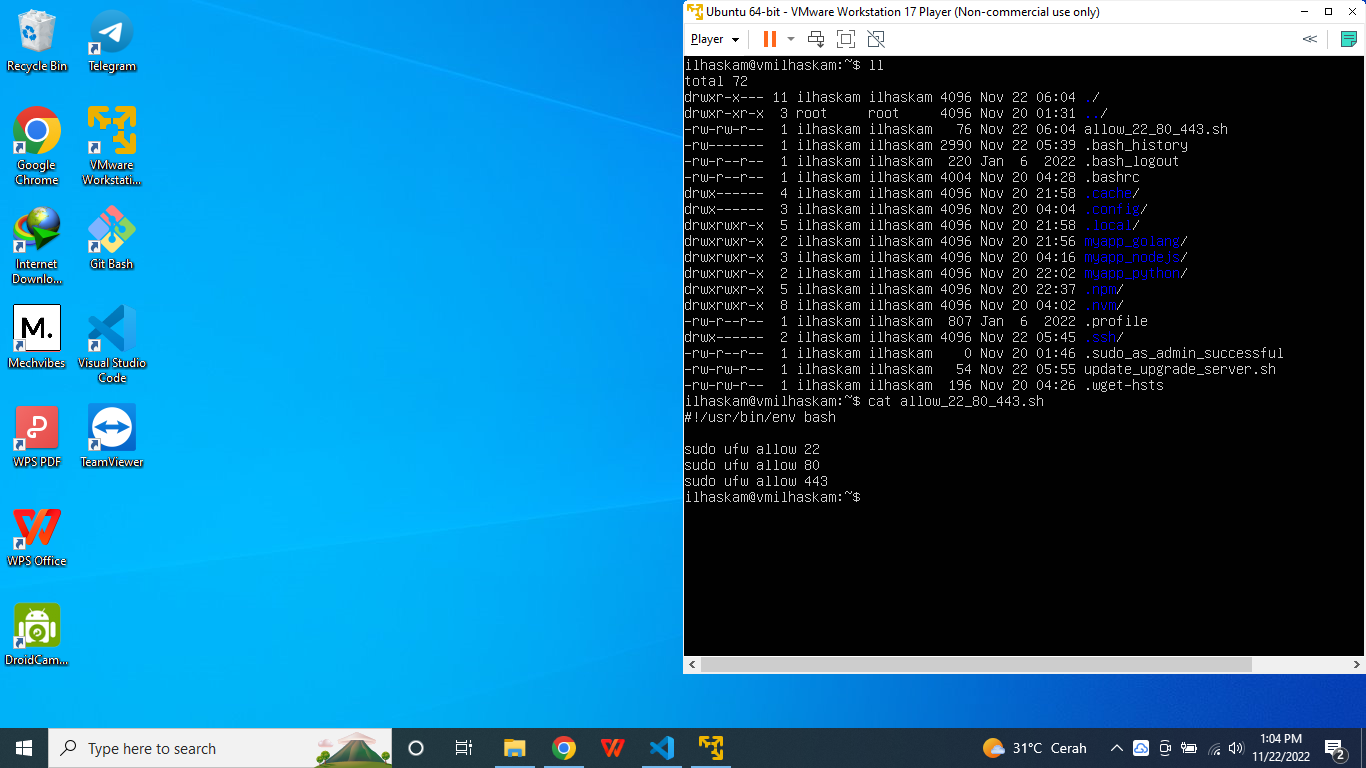 Recycle Bin
Telegram
Google Chrome
VMware Workstati...
Internet Downlo...
Git Bash
M.
Mechvibes
Visual Studio Code
WPS PDF
TeamViewer
WPS Office
DroidCam...
Ubuntu 64-bit - VMware Workstation 17 Player (Non-commercial use only)
Player
ilhaskam@vmilhaskam:~$ ll
total 72
drwxr-x--- 11 ilhaskam ilhaskam 4096 Nov 22 06:04 ./
drwxr-xr-x  3 root     root     4096 Nov 20 01:31 ../
-rw-rw-r--  1 ilhaskam ilhaskam   76 Nov 22 06:04 allow_22_80_443.sh
-rw-------  1 ilhaskam ilhaskam 2990 Nov 22 05:39 .bash_history
-rw-r--r--  1 ilhaskam ilhaskam  220 Jan  6  2022 .bash_logout
-rw-r--r--  1 ilhaskam ilhaskam 4004 Nov 20 04:28 .bashrc
drwx------  4 ilhaskam ilhaskam 4096 Nov 20 21:58 .cache/
drwx------  3 ilhaskam ilhaskam 4096 Nov 20 04:04 .config/
drwxrwxr-x  5 ilhaskam ilhaskam 4096 Nov 20 21:58 .local/
drwxrwxr-x  2 ilhaskam ilhaskam 4096 Nov 20 21:56 myapp_golang/
drwxrwxr-x  3 ilhaskam ilhaskam 4096 Nov 20 04:16 myapp_nodejs/
drwxrwxr-x  2 ilhaskam ilhaskam 4096 Nov 20 22:02 myapp_python/
drwxrwxr-x  5 ilhaskam ilhaskam 4096 Nov 20 22:37 .npm/
drwxrwxr-x  8 ilhaskam ilhaskam 4096 Nov 20 04:02 .nvm/
-rw-r--r--  1 ilhaskam ilhaskam  807 Jan  6  2022 .profile
drwx------  2 ilhaskam ilhaskam 4096 Nov 22 05:45 .ssh/
-rw-r--r--  1 ilhaskam ilhaskam    0 Nov 20 01:46 .sudo_as_admin_successful
-rw-rw-r--  1 ilhaskam ilhaskam   54 Nov 22 05:55 update_upgrade_server.sh
-rw-rw-r--  1 ilhaskam ilhaskam  196 Nov 20 04:26 .wget-hsts
ilhaskam@vmilhaskam:~$ cat allow_22_80_443.sh
#!/usr/bin/env bash

sudo ufw allow 22
sudo ufw allow 80
sudo ufw allow 443
ilhaskam@vmilhaskam:~$
Type here to search
31°C Cerah
1:04 PM
11/22/2022
2